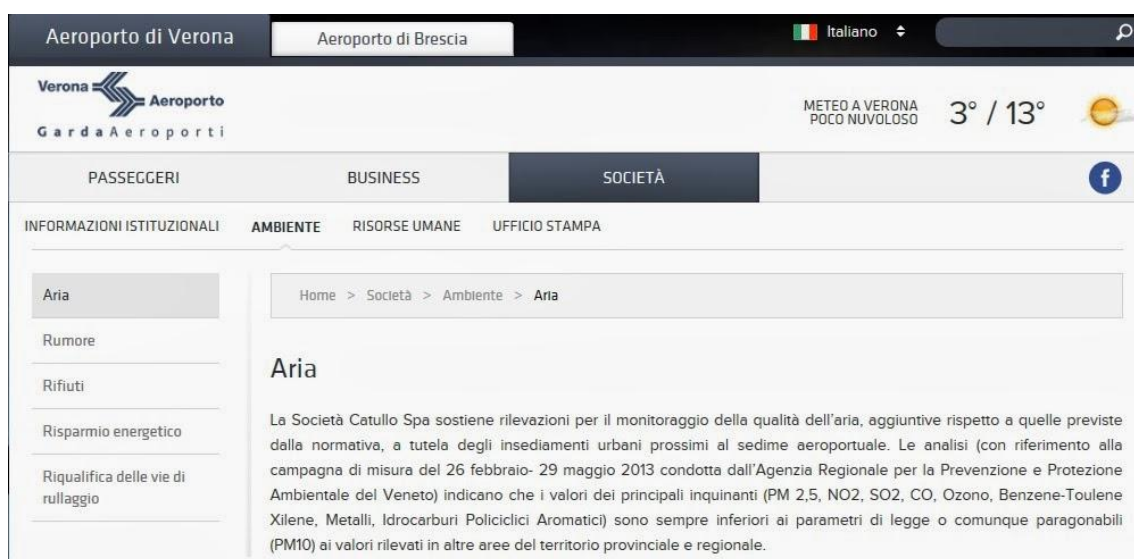 Aeroporto di Verona
Aeroporto di Brescia
Italiano
Verona
Aeroporto
GardaAeroporti
METEO A VERONA
POCO NUVOLOSO
3° / 13°
PASSEGGERI
BUSINESS
SOCIETÀ
f
INFORMAZIONI ISTITUZIONALI
AMBIENTE
RISORSE UMANE
UFFICIO STAMPA
Aria
Rumore
Rifiuti
Risparmio energetico
Riqualifica delle vie di
rullaggio
Home > Società > Ambiente > Aria
Aria
La Società Catullo Spa sostiene rilevazioni per il monitoraggio della qualità dell'aria, aggiuntive rispetto a quelle previste
dalla normativa, a tutela degli insediamenti urbani prossimi al sedime aeroportuale. Le analisi (con riferimento alla
campagna di misura del 26 febbraio- 29 maggio 2013 condotta dall'Agenzia Regionale per la Prevenzione e Protezione
Ambientale del Veneto) indicano che i valori dei principali inquinanti (PM 2,5, NO2, SO2, CO, Ozono, Benzene-Toulene
Xilene, Metalli, Idrocarburi Policiclici Aromatici) sono sempre inferiori ai parametri di legge o comunque paragonabili
(PM10) ai valori rilevati in altre aree del territorio provinciale e regionale.